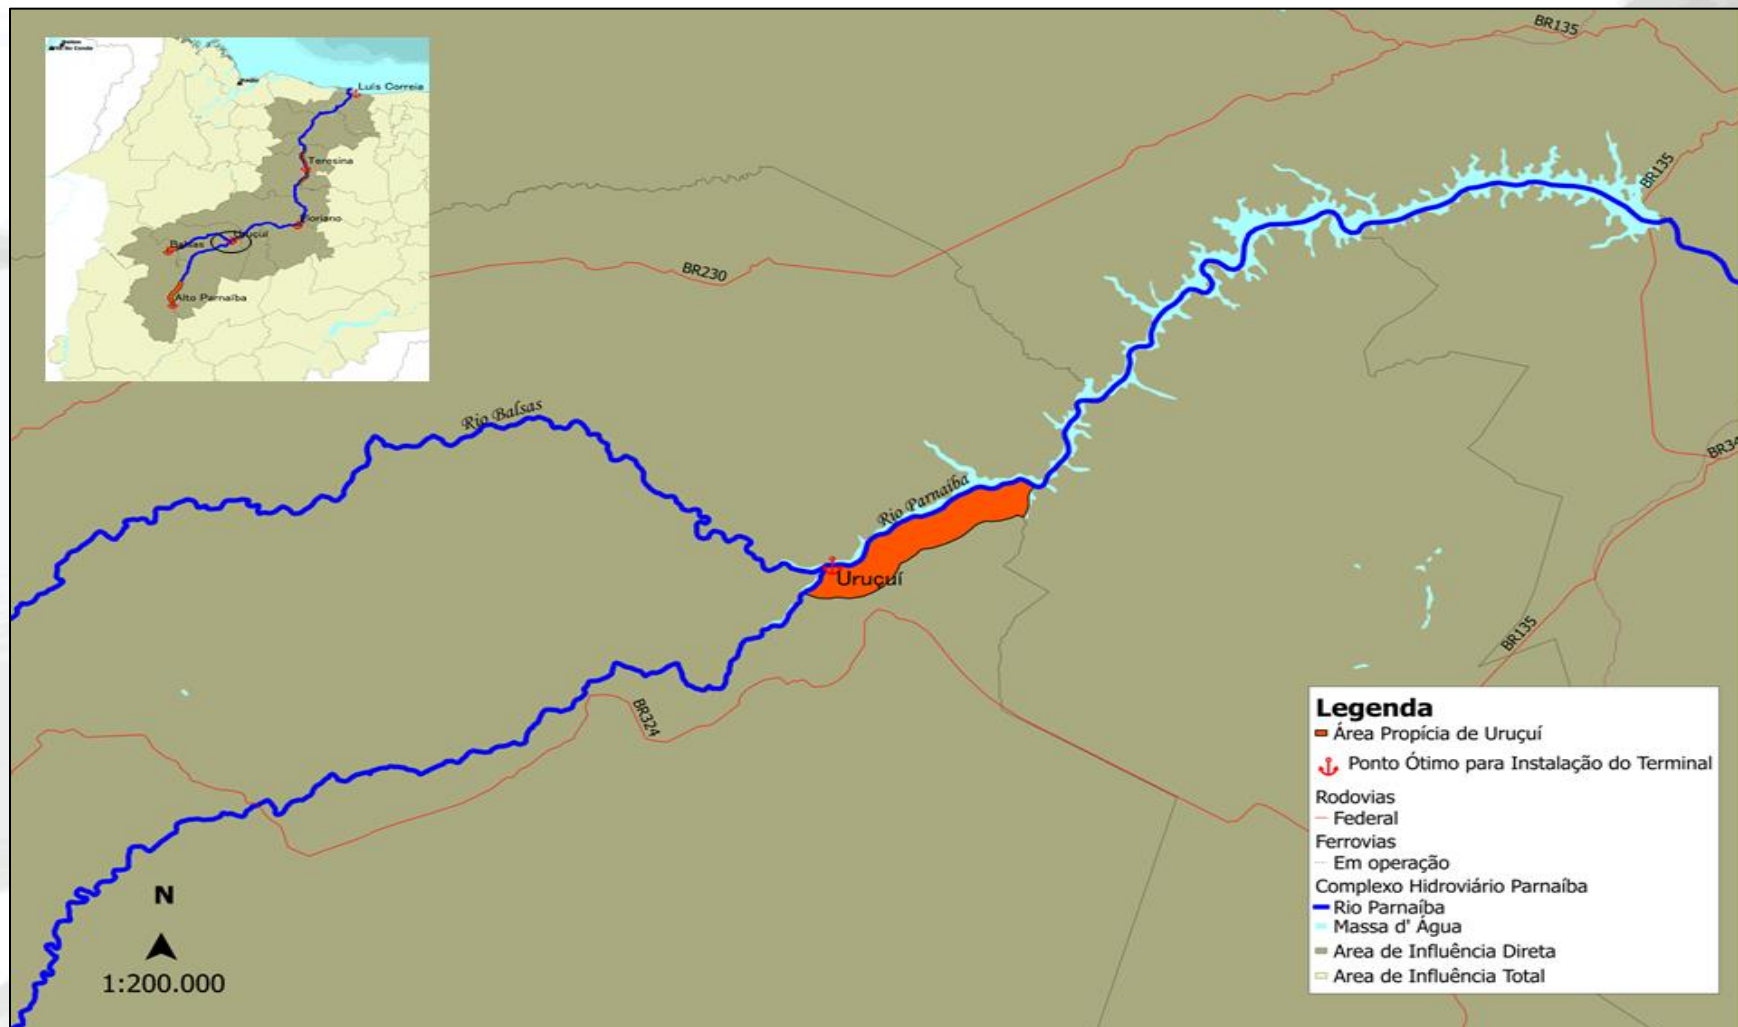 Luís Correia
Teresina
Floriano
Uruçuí
Balsas
Alto Parnaíba
BR135
BR135
BR230
Rio Balsas
Rio Parnaíba
Uruçuí
BR324
BR135
N
1:200.000
Legenda
Área Propícia de Uruçuí
Ponto Ótimo para Instalação do Terminal
Rodovias
Federal
Ferrovias
Em operação
Complexo Hidroviário Parnaíba
Rio Parnaíba
Massa d' Água
Area de Influência Direta
Area de Influência Total